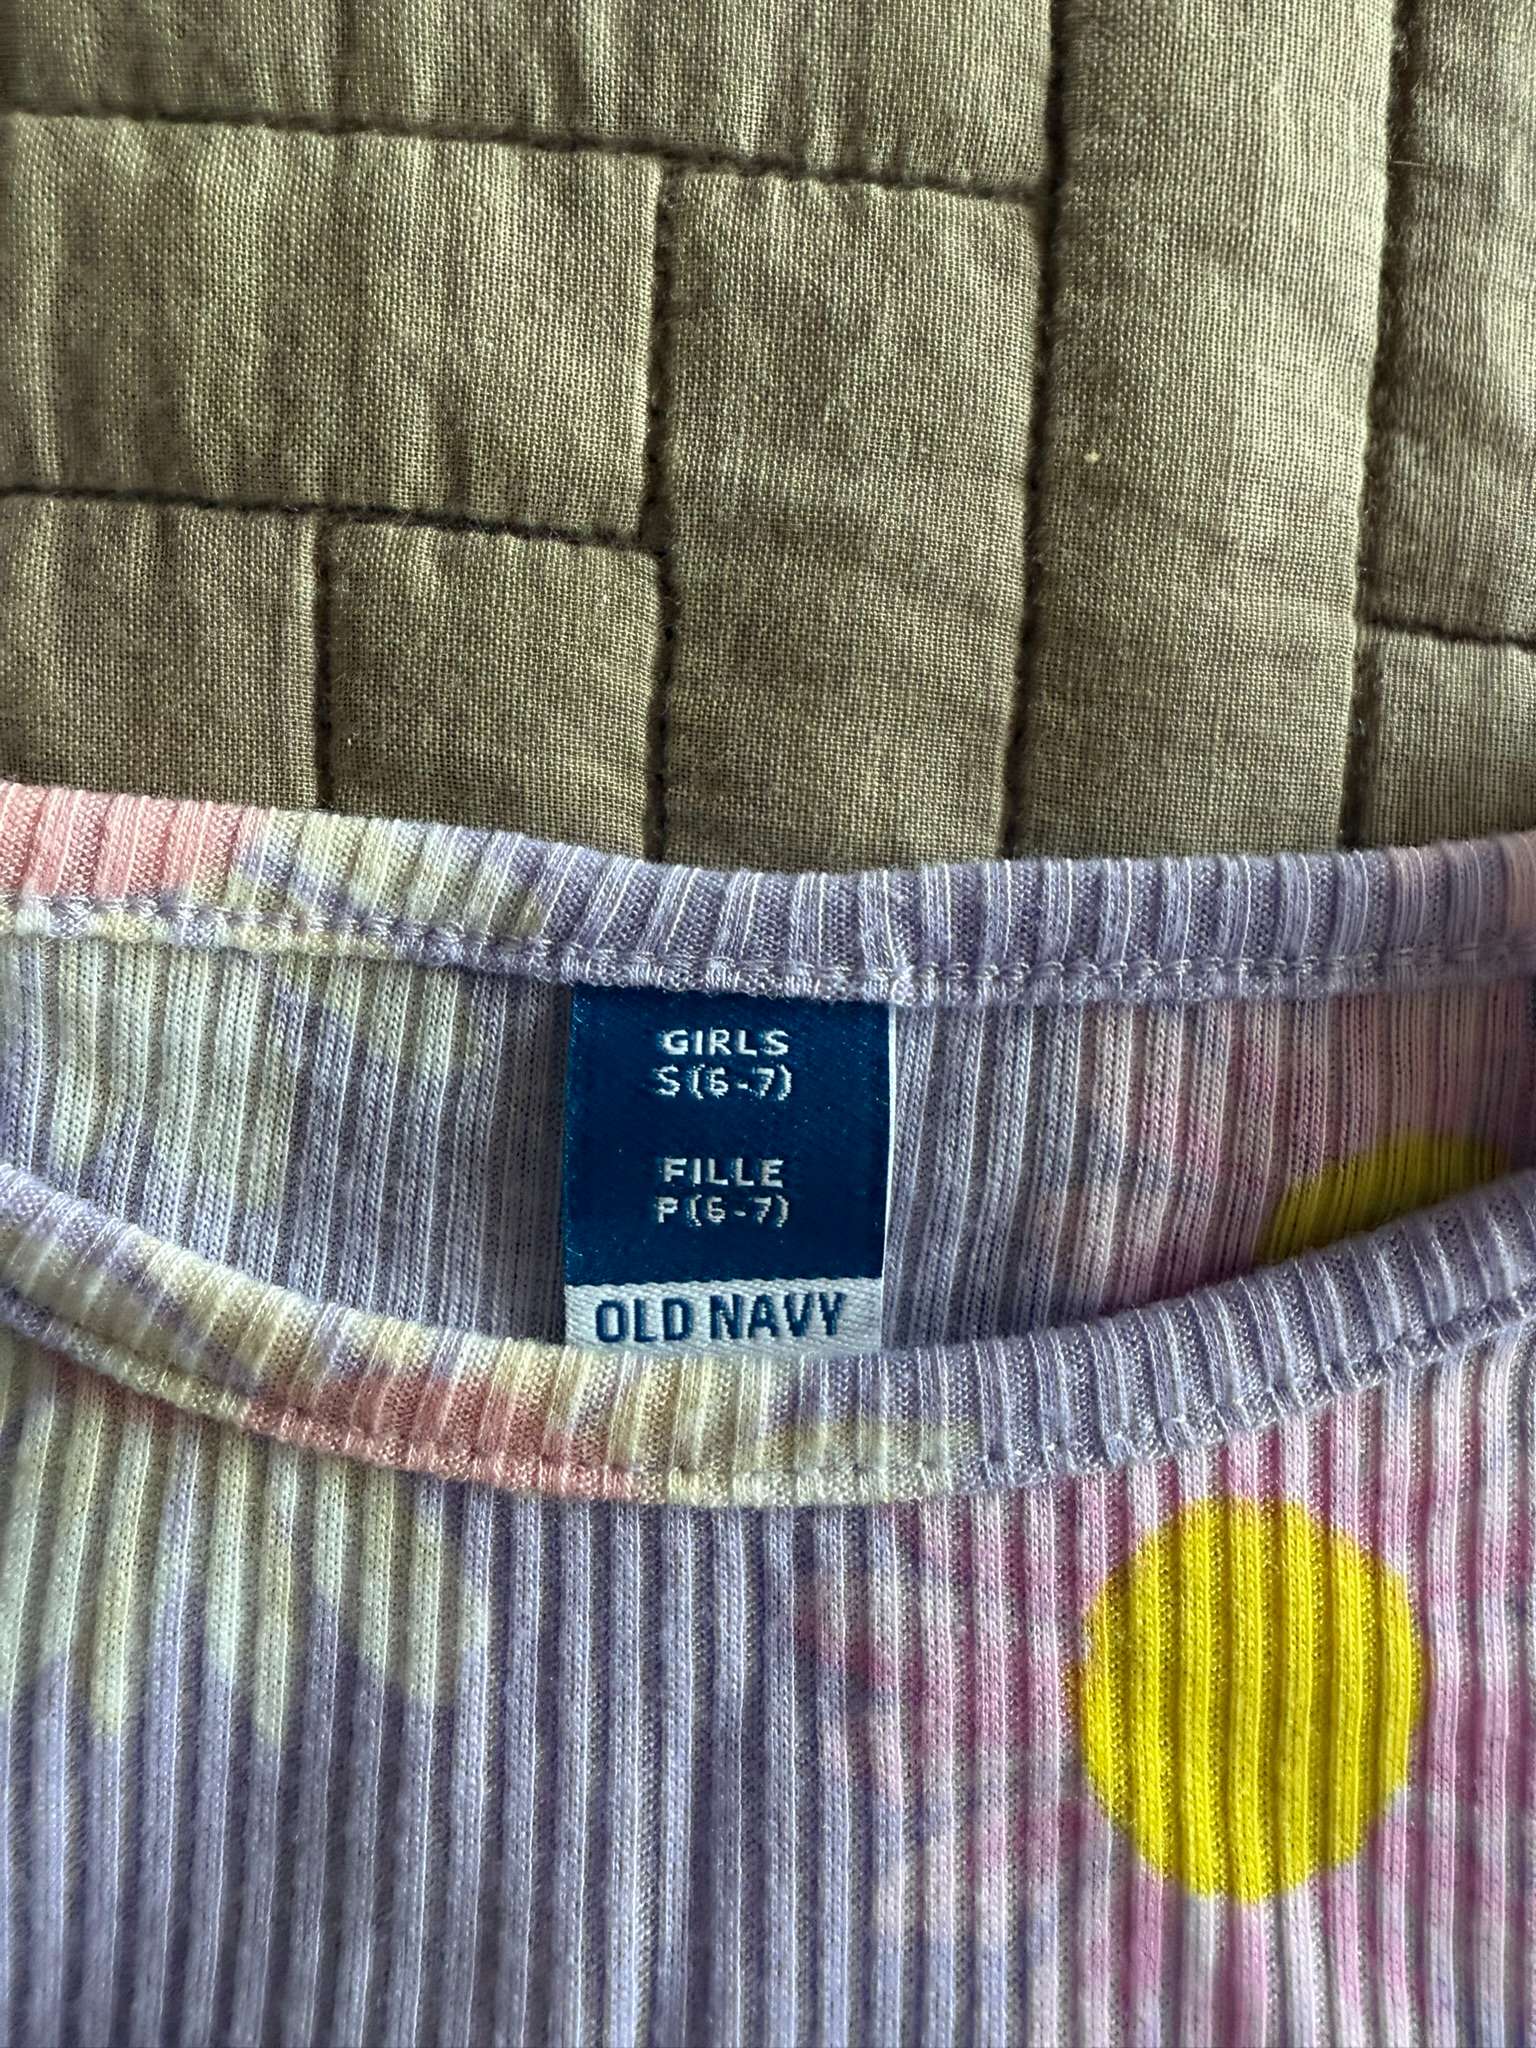 GIRLS
S(6-7)
FILLE
P(6-7)
OLD NAVY